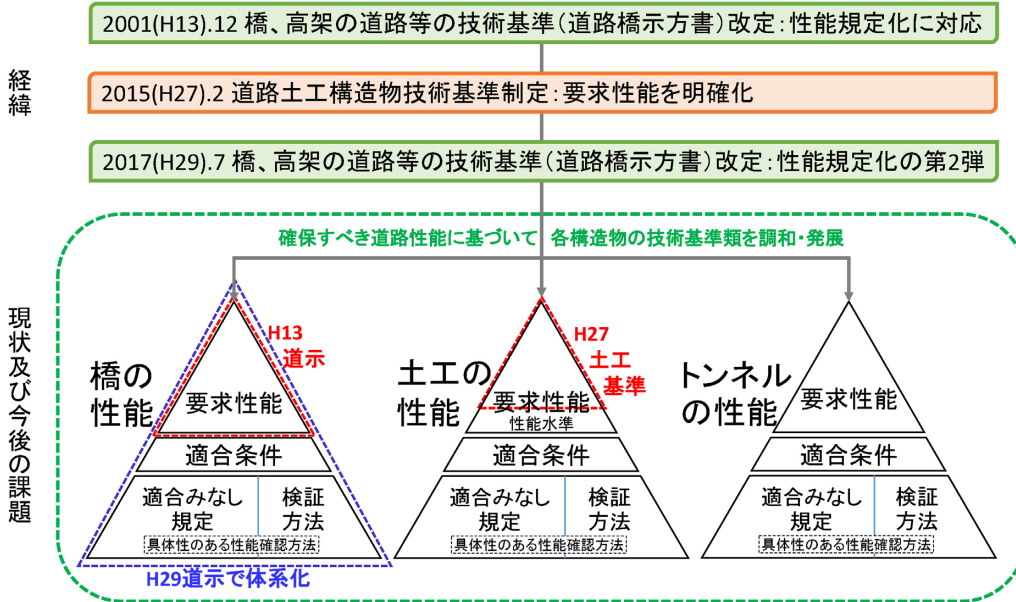 2001(H13).12 橋、高架の道路等の技術基準(道路橋示方書)改定:性能規定化に対応
経緯
2015(H27).2 道路土工構造物技術基準制定:要求性能を明確化
2017(H29).7 橋、高架の道路等の技術基準(道路橋示方書)改定:性能規定化の第2弾
現状及び今後の課題
確保すべき道路性能に基づいて 各構造物の技術基準類を調和・発展
橋の
性能
H13
道示
要求性能
適合条件
適合みなし
規定
検証
方法
具体性のある性能確認方法
H29道示で体系化
土工の
性能
H27
土工
基準
要求性能
性能水準
適合条件
適合みなし
規定
検証
方法
具体性のある性能確認方法
トンネル
の性能
要求性能
適合条件
適合みなし
規定
検証
方法
具体性のある性能確認方法